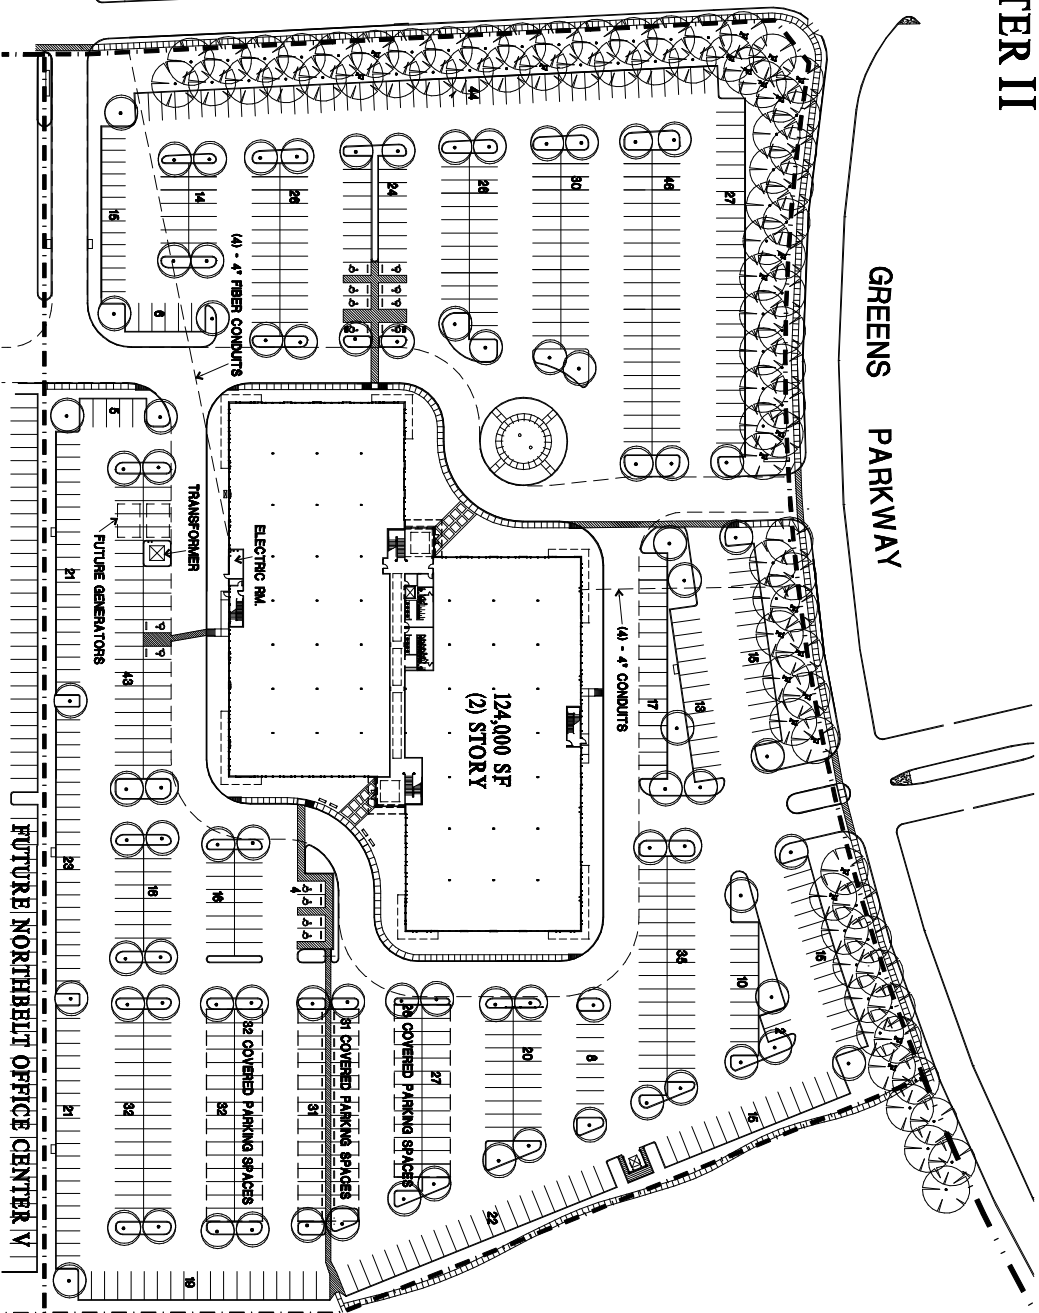 TER II
GREENS PARKWAY
44
27
46
30
26
24
26
14
15
6
(4) - 4" FIBER CONDUITS
5
TRANSFORMER
FUTURE GENERATORS
ELECTRIC RM.
(4) - 4" CONDUITS
124,000 SF
(2) STORY
15
18
17
21
43
23
18
16
4
35
10
15
2
8
20
27
26 COVERED PARKING SPACES
31 COVERED PARKING SPACES
31
32 COVERED PARKING SPACES
32
32
21
15
22
19
FUTURE NORTHBELT OFFICE CENTER V